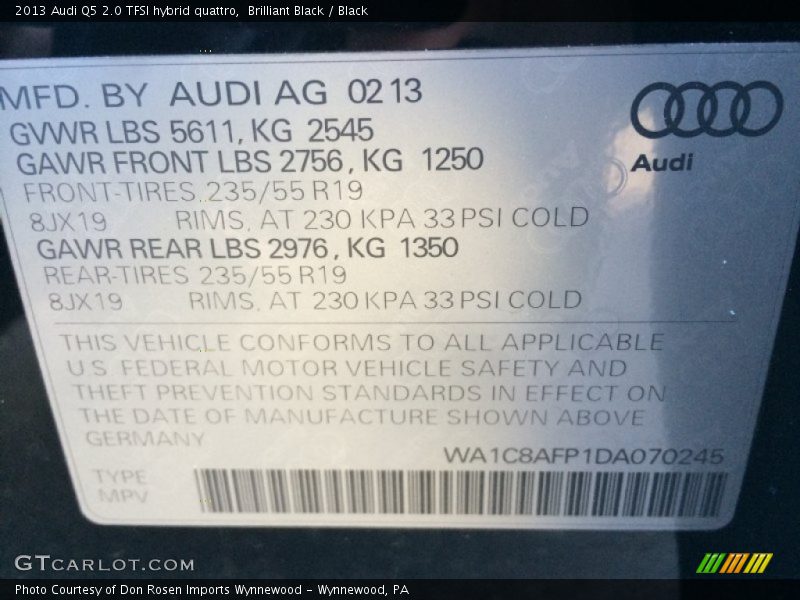 2013 Audi Q5 2.0 TFSI hybrid quattro,  Brilliant Black / Black
MFD. BY  AUDI AG  02 13
GVWR LBS 5611, KG  2545
GAWR FRONT LBS 2756 , KG  1250
Audi
FRONT-TIRES 235/55 R19
8JX19  RIMS, AT 230 KPA 33 PSI COLD
GAWR REAR LBS 2976 , KG  1350
REAR-TIRES 235/55 R19
8JX19  RIMS, AT 230 KPA 33 PSI COLD
THIS VEHICLE CONFORMS TO ALL APPLICABLE
U.S. FEDERAL MOTOR VEHICLE SAFETY AND
THEFT PREVENTION STANDARDS IN EFFECT ON
THE DATE OF MANUFACTURE SHOWN ABOVE
GERMANY
WA1C8AFP1DA070245
TYPE
MPV
GTCARLOT.COM
Photo Courtesy of Don Rosen Imports Wynnewood – Wynnewood, PA